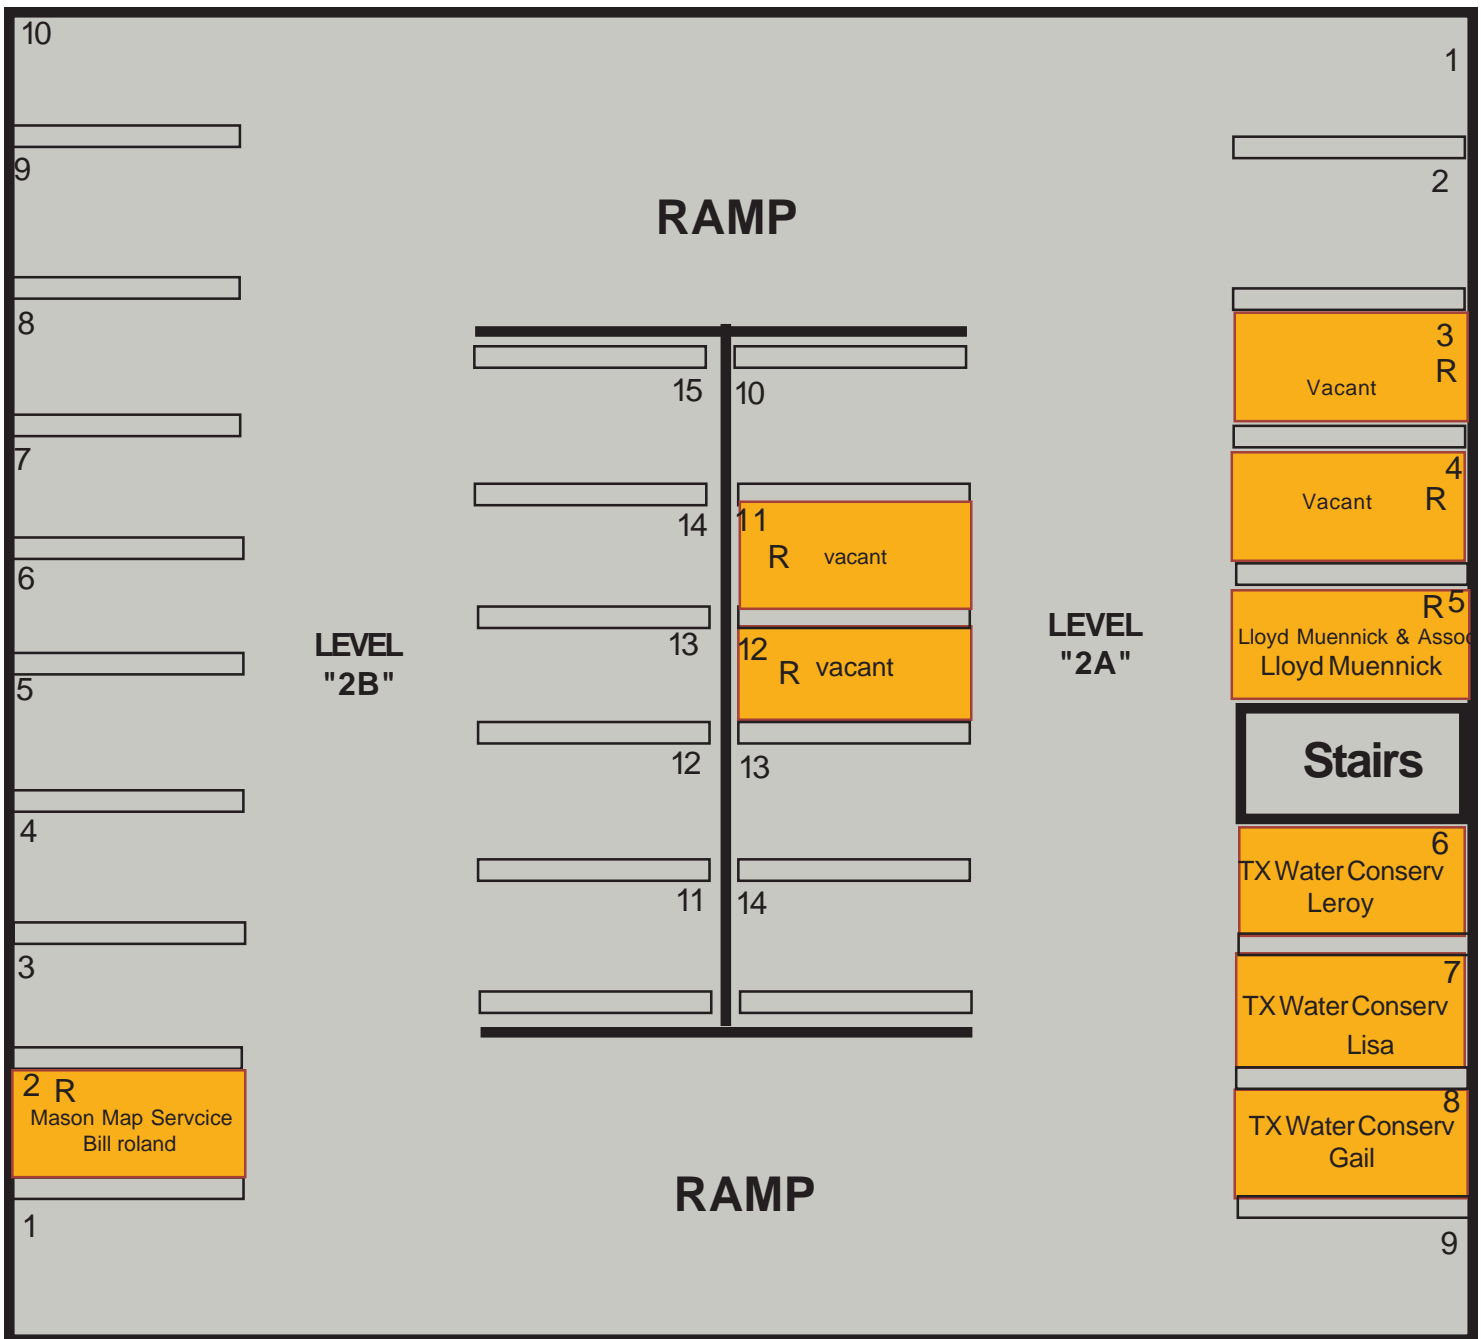 10
1
9
2
RAMP
8
3
R
Vacant
15
10
7
4
Vacant R
14
11
R vacant
6
R 5
Lloyd Muennick & Assoc
Lloyd Muennick
LEVEL
"2B"
13
12
R vacant
LEVEL
"2A"
5
12
13
Stairs
4
6
TX Water Conserv
Leroy
11
14
3
7
TX Water Conserv
Lisa
2 R
Mason Map Servcice
Bill roland
8
TX Water Conserv
Gail
RAMP
1
9